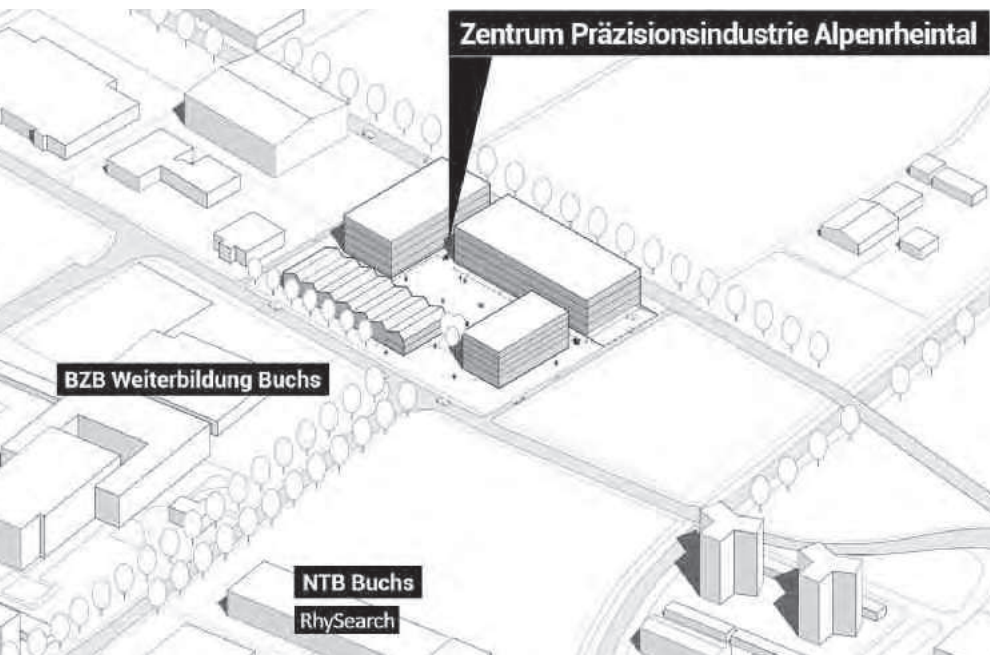 Zentrum Präzisionsindustrie Alpenrheintal
BZB Weiterbildung Buchs
NTB Buchs
RhySearch